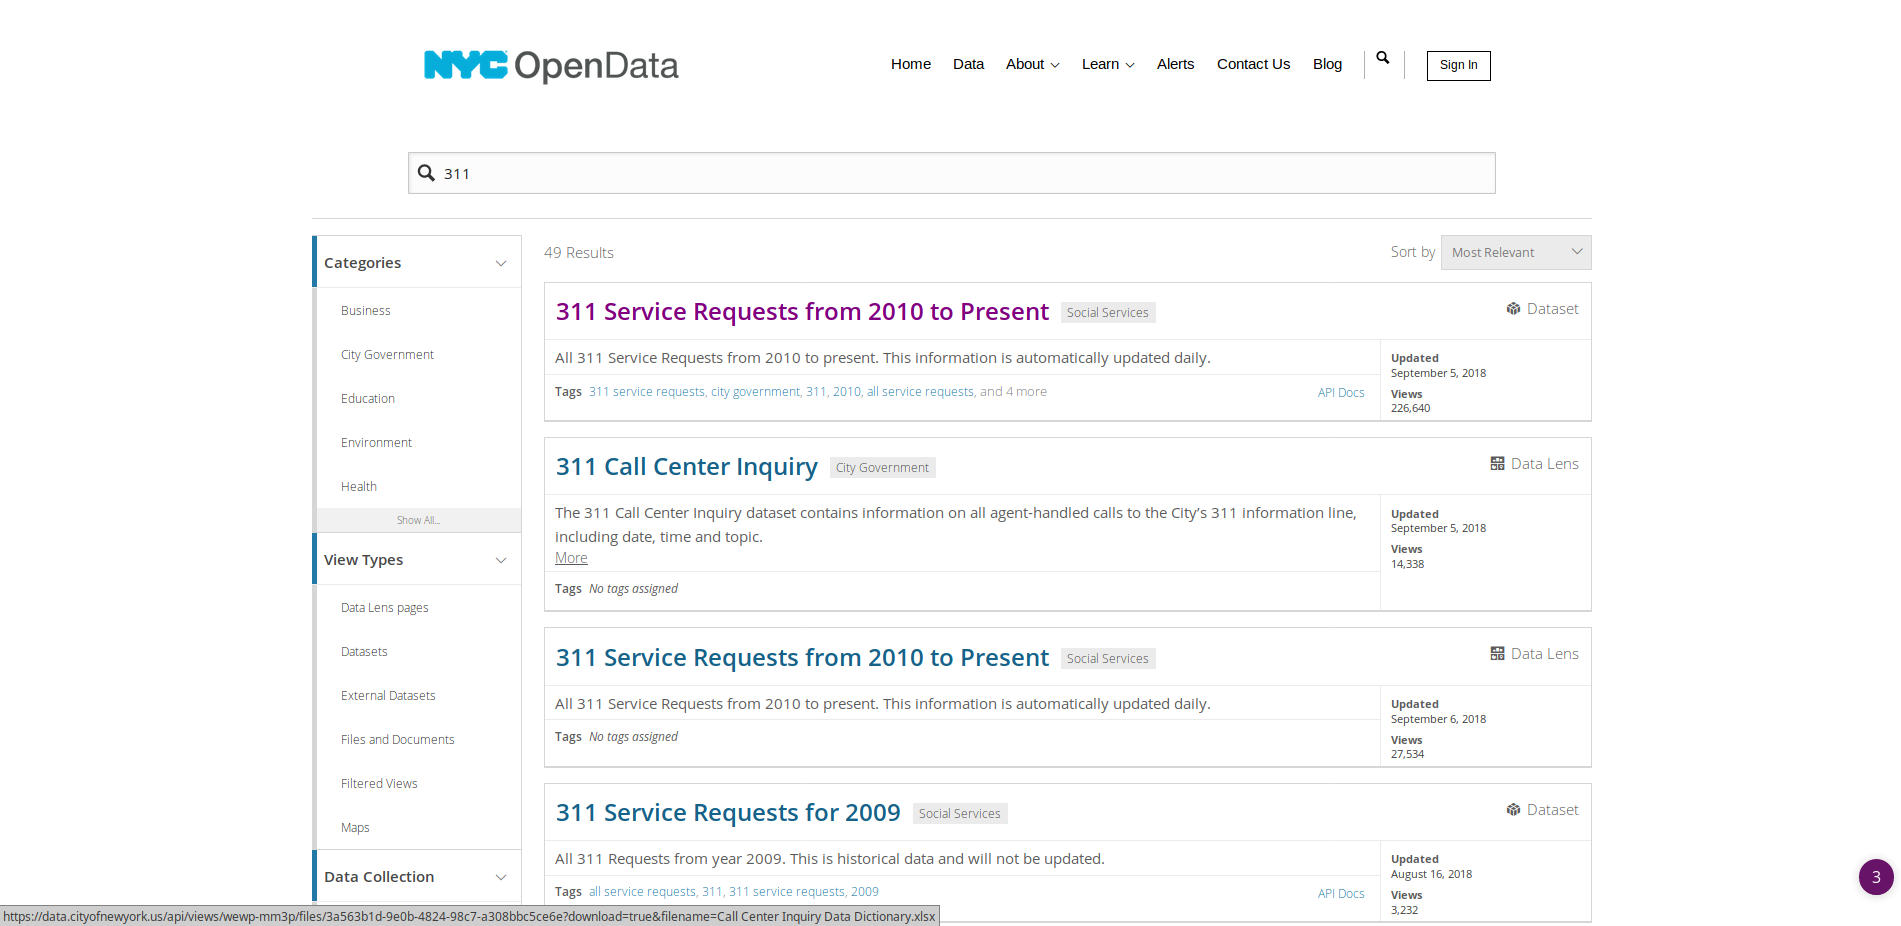 NYC OpenData
Home Data About Learn Alerts Contact Us Blog Sign In
311
Categories
Business
City Government
Education
Environment
Health
Show All...
View Types
Data Lens pages
Datasets
External Datasets
Files and Documents
Filtered Views
Maps
Data Collection
49 Results
Sort by Most Relevant
311 Service Requests from 2010 to Present Social Services Dataset
All 311 Service Requests from 2010 to present. This information is automatically updated daily.
Tags 311 service requests, city government, 311, 2010, all service requests, and 4 more API Docs
Updated
September 5, 2018
Views
226,640
311 Call Center Inquiry City Government Data Lens
The 311 Call Center Inquiry dataset contains information on all agent-handled calls to the City’s 311 information line,
including date, time and topic.
More
Tags No tags assigned
Updated
September 5, 2018
Views
14,338
311 Service Requests from 2010 to Present Social Services Data Lens
All 311 Service Requests from 2010 to present. This information is automatically updated daily.
Tags No tags assigned
Updated
September 6, 2018
Views
27,534
311 Service Requests for 2009 Social Services Dataset
All 311 Requests from year 2009. This is historical data and will not be updated.
Tags all service requests, 311, 311 service requests, 2009 API Docs
Updated
August 16, 2018
Views
3,232
3
https://data.cityofnewyork.us/api/views/wewp-mm3p/files/3a563b1d-9e0b-4824-98c7-a308bbc5ce6e?download=true&filename=Call Center Inquiry Data Dictionary.xlsx